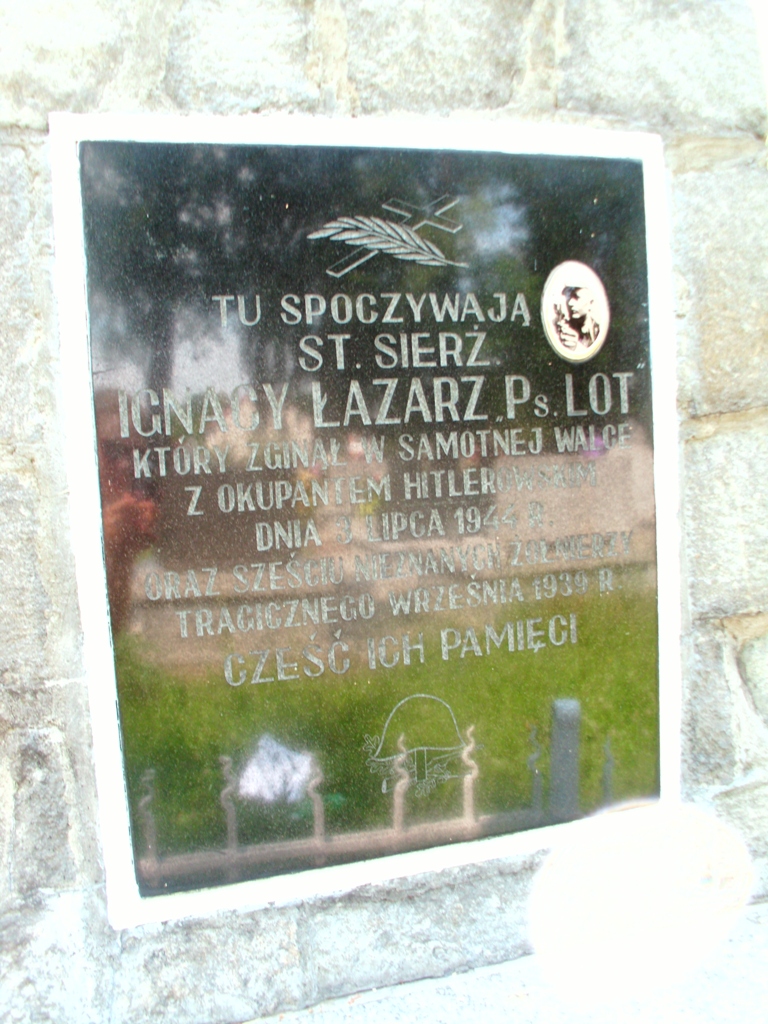 TU SPOCZYWAJĄ
ST. SIERŻ.
IGNACY ŁAZARZ „Ps. LOT"
KTÓRY ZGINĄŁ W SAMOTNEJ WALCE
Z OKUPANTEM HITLEROWSKIM
DNIA 3 LIPCA 1944 R.
ORAZ SZEŚCIU NIEZNANYCH ŻOŁNIERZY
TRAGICZNEGO WRZEŚNIA 1939 R.
CZEŚĆ ICH PAMIĘCI